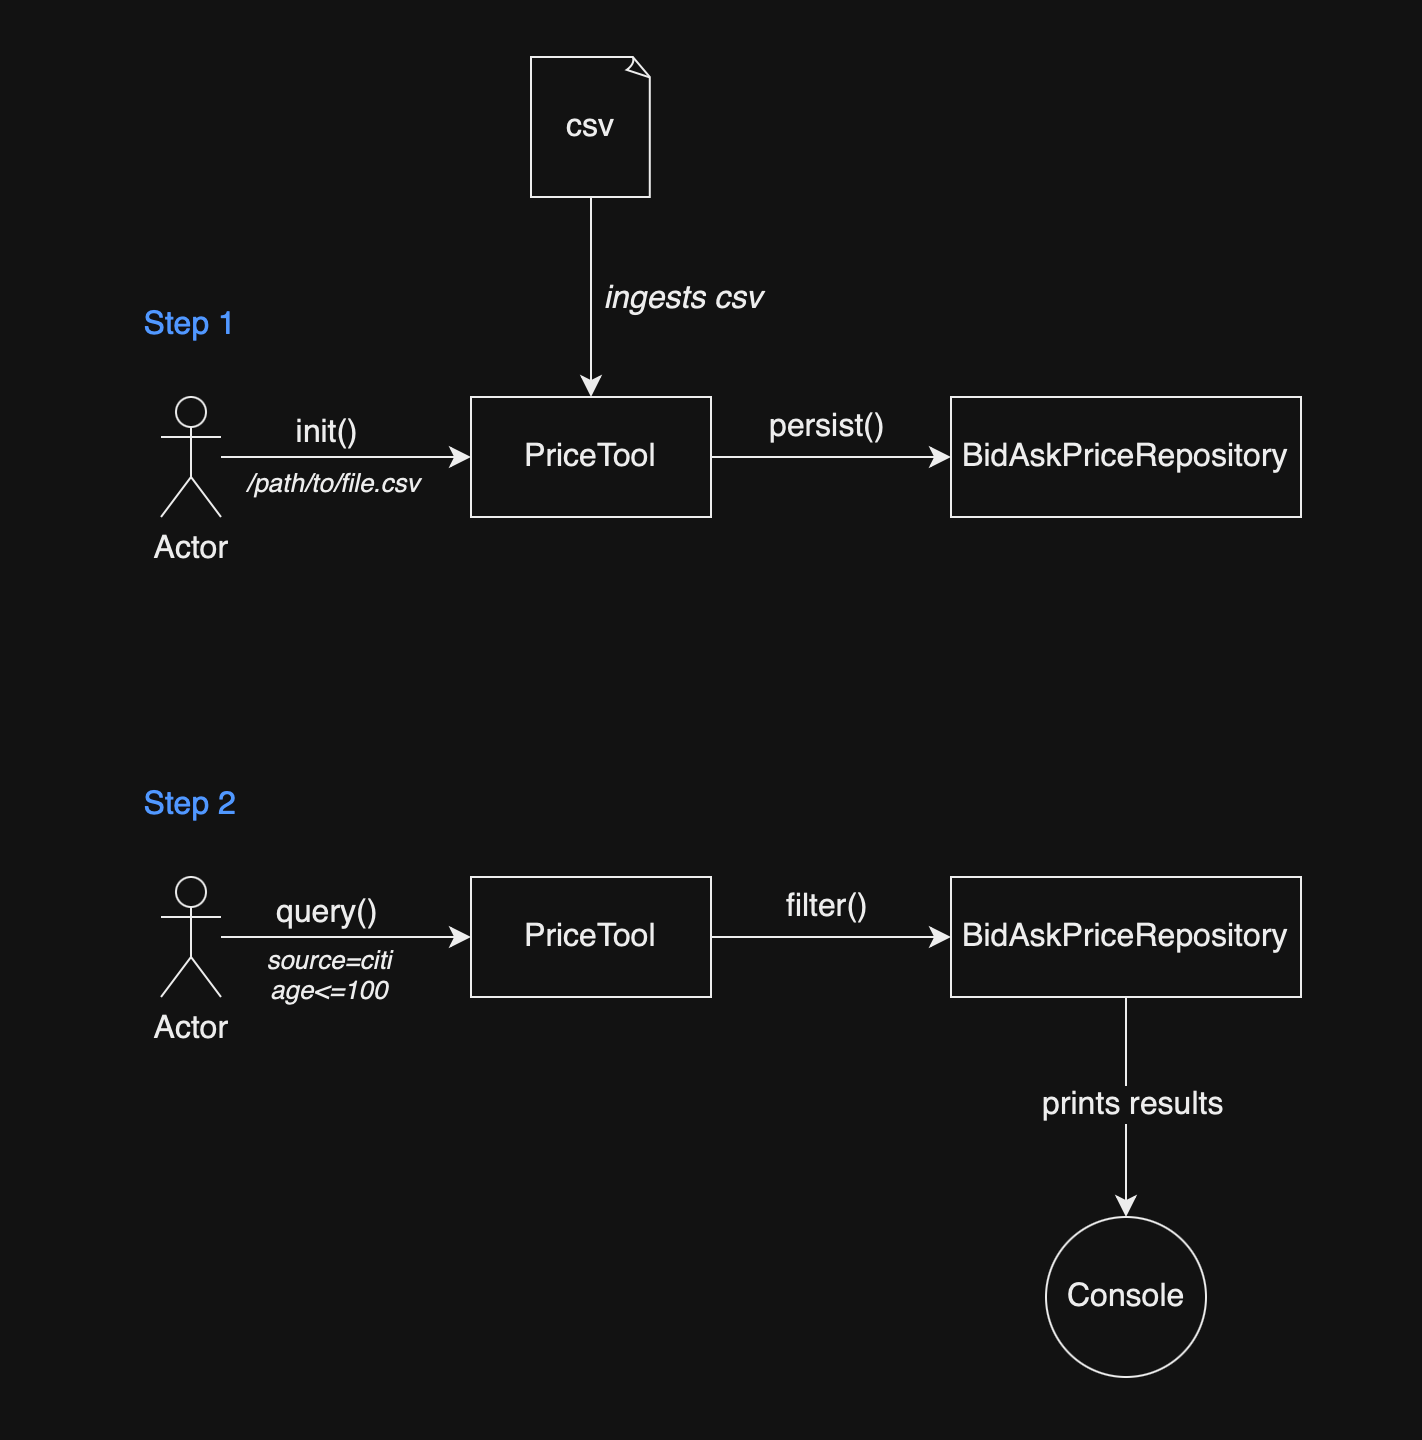 csv
ingests csv
Step 1
init()
/path/to/file.csv
Actor
PriceTool
persist()
BidAskPriceRepository
Step 2
query()
source=citi
age<=100
Actor
PriceTool
filter()
BidAskPriceRepository
prints results
Console